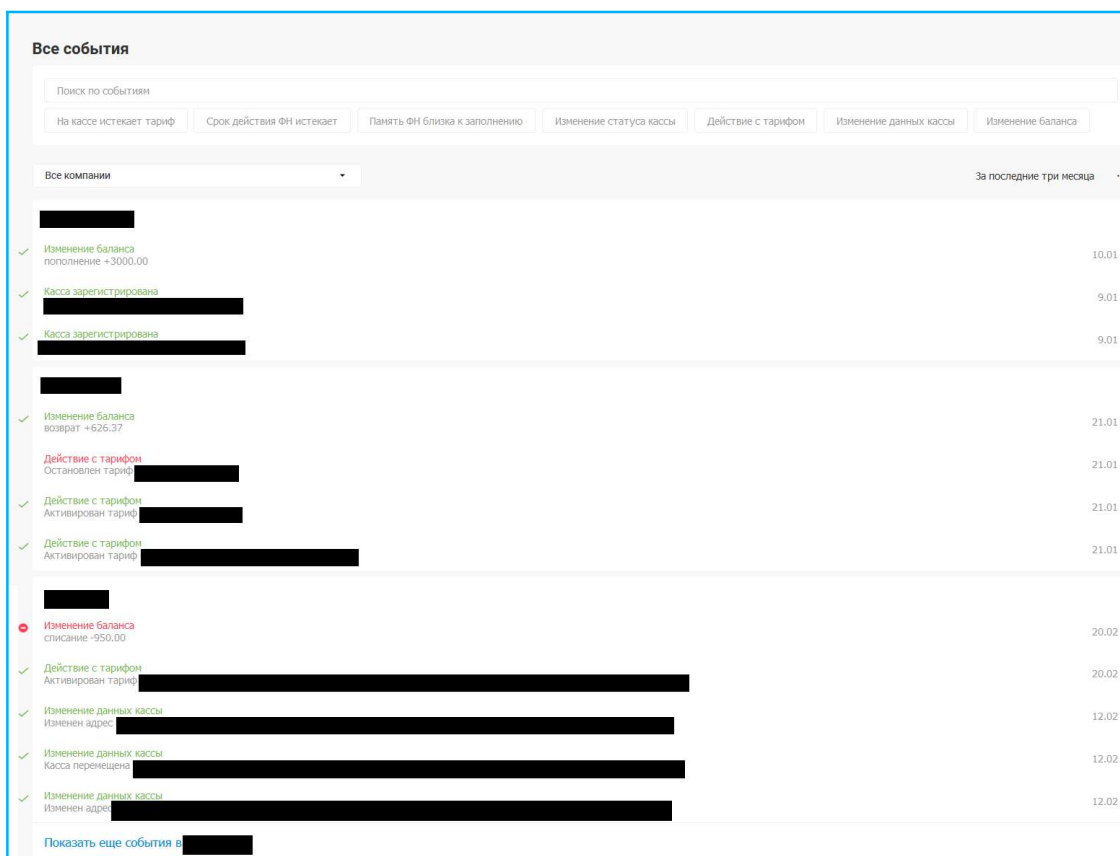 Все события
Поиск по событиям
На кассе истекает тариф Срок действия ФН истекает Память ФН близка к заполнению Изменение статуса кассы Действие с тарифом Изменение данных кассы Изменение баланса
Все компании За последние три месяца
Изменение баланса
пополнение +3000.00 10.01
Касса зарегистрирована
9.01
Касса зарегистрирована
9.01
Изменение баланса
возврат +626.37 21.01
Действие с тарифом
Остановлен тариф 21.01
Действие с тарифом
Активирован тариф 21.01
Действие с тарифом
Активирован тариф 21.01
Изменение баланса
списание -950.00 20.02
Действие с тарифом
Активирован тариф 20.02
Изменение данных кассы
Изменен адрес 12.02
Изменение данных кассы
Касса перемещена 12.02
Изменение данных кассы
Изменен адрес 12.02
Показать еще события в